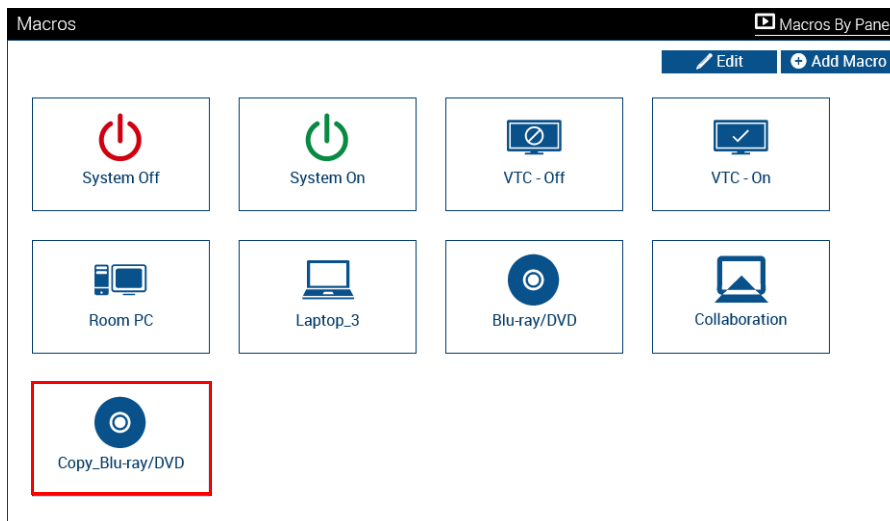 Macros
Macros By Pane
Edit
Add Macro
System Off
System On
VTC - Off
VTC - On
Room PC
Laptop_3
Blu-ray/DVD
Collaboration
Copy_Blu-ray/DVD